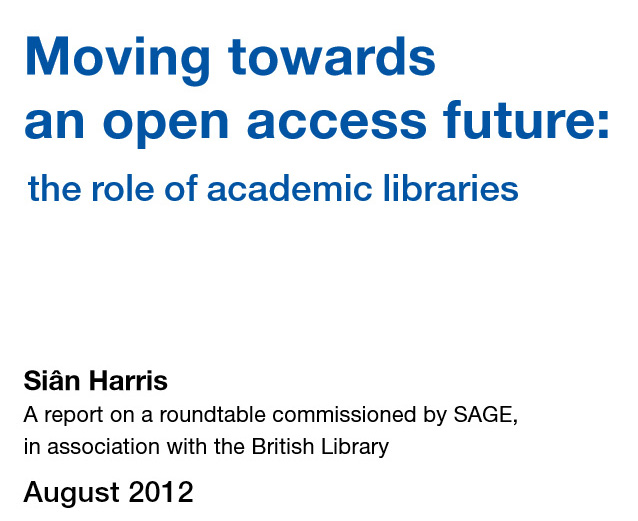 Moving towards
an open access future:
the role of academic libraries
Siân Harris
A report on a roundtable commissioned by SAGE,
in association with the British Library
August 2012